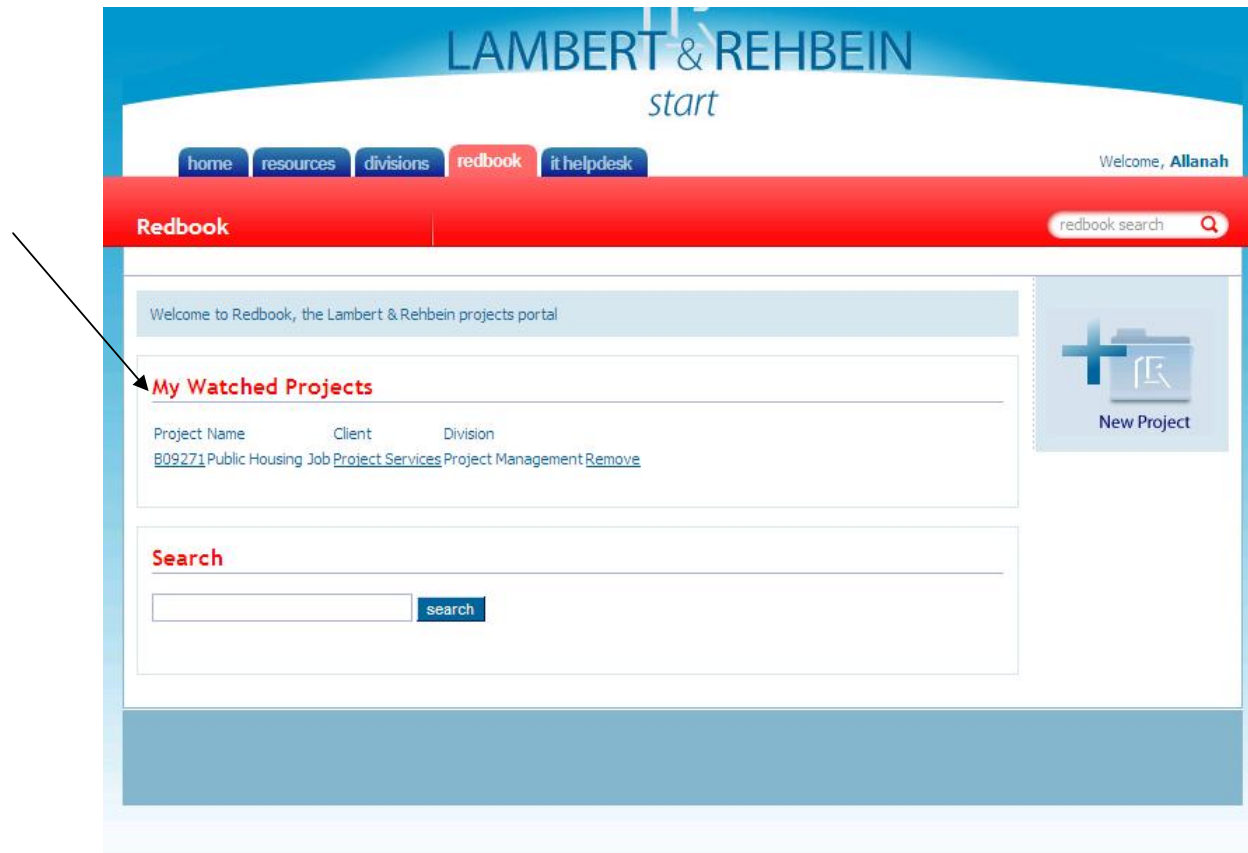 LAMBERT & REHBEIN
start
home resources divisions redbook it helpdesk Welcome, Allanah
Redbook redbook search
Welcome to Redbook, the Lambert & Rehbein projects portal
My Watched Projects
Project Name Client Division
B09271 Public Housing Job Project Services Project Management Remove
New Project
Search
search